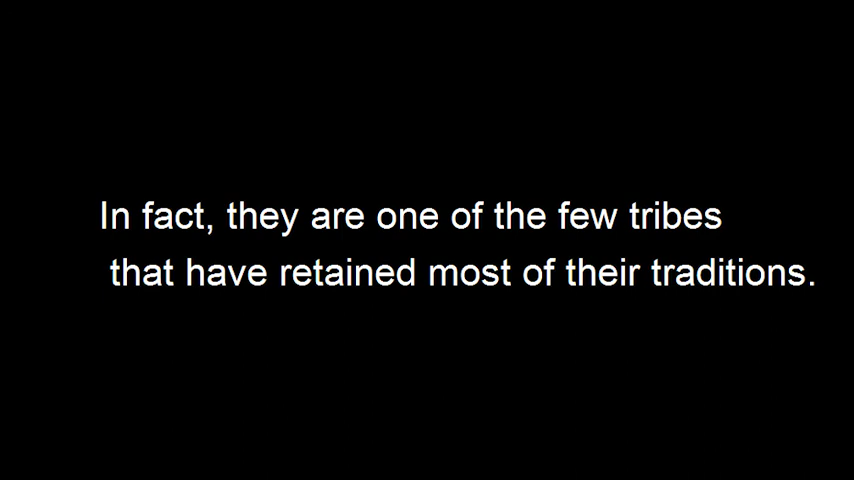 In fact, they are one of the few tribes
that have retained most of their traditions.